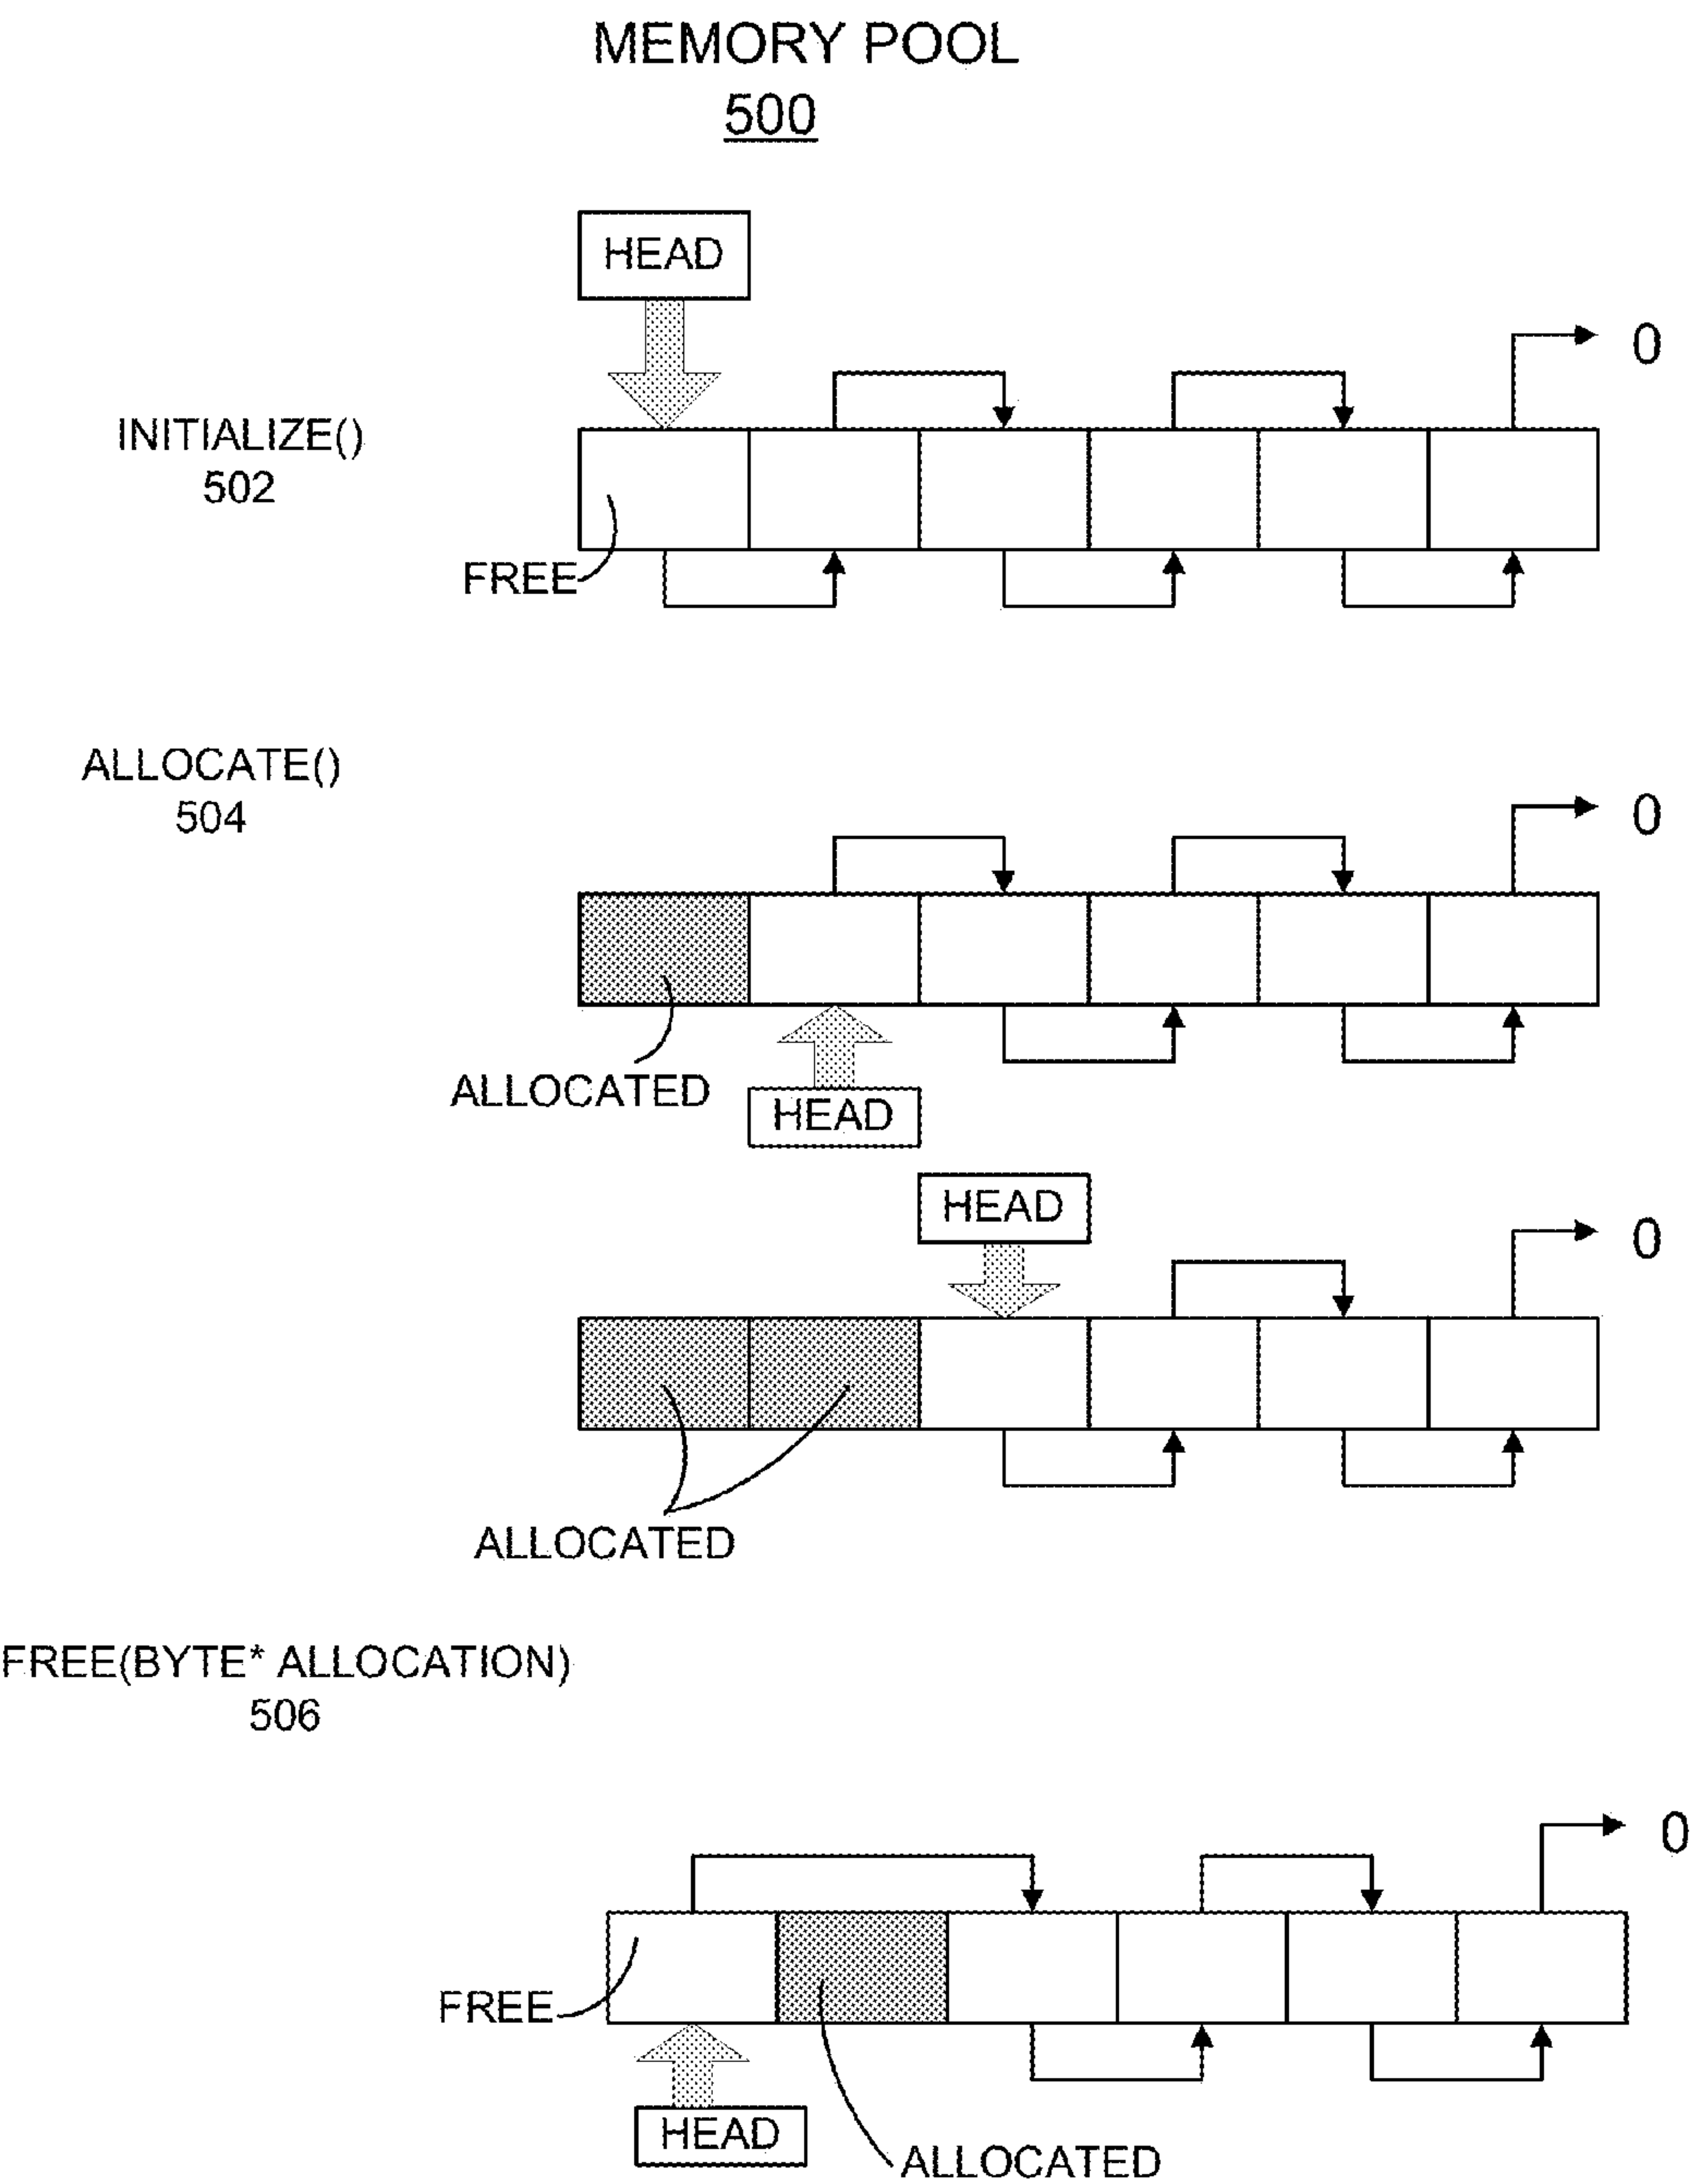 MEMORY POOL
500
HEAD
0
INITIALIZE()
502
FREE
ALLOCATE()
504
0
ALLOCATED
HEAD
HEAD
0
ALLOCATED
FREE(BYTE* ALLOCATION)
506
0
FREE
HEAD
ALLOCATED